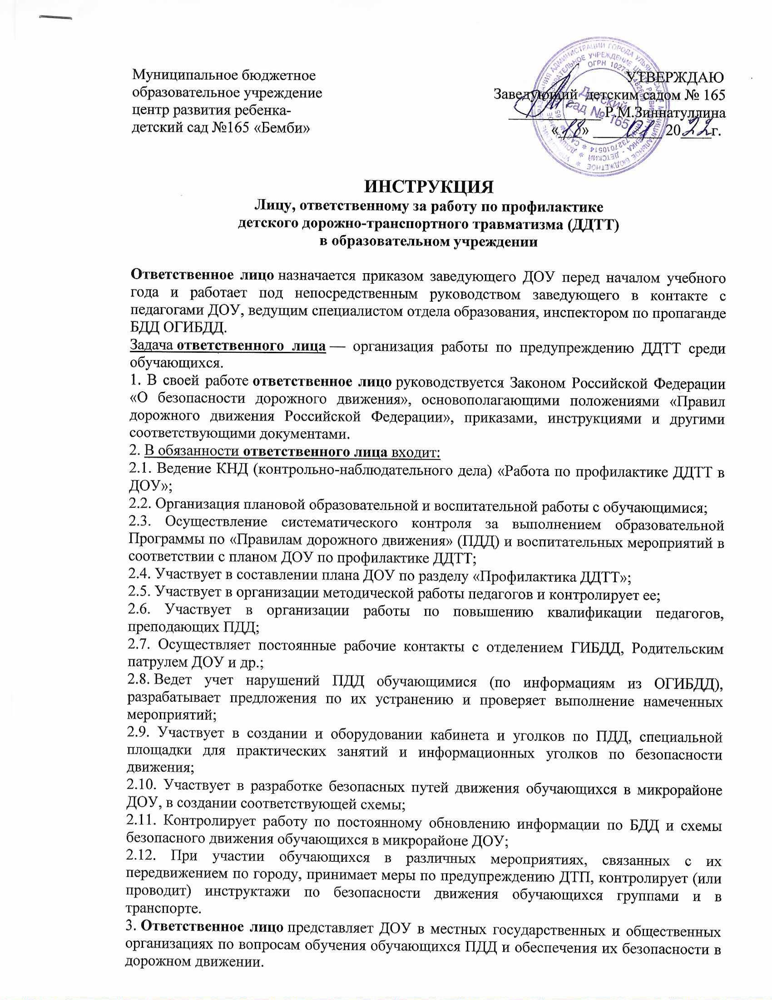 Муниципальное бюджетное
образовательное учреждение
центр развития ребенка-
детский сад №165 «Бемби»
УТВЕРЖДАЮ
Заведующий детским садом № 165
Р.М.Зиннатуллина
«18» 01 2022г.
Детский
сад № 165
ИНСТРУКЦИЯ
Лицу, ответственному за работу по профилактике
детского дорожно-транспортного травматизма (ДДТТ)
в образовательном учреждении
Ответственное лицо назначается приказом заведующего ДОУ перед началом учебного
года и работает под непосредственным руководством заведующего в контакте с
педагогами ДОУ, ведущим специалистом отдела образования, инспектором по пропаганде
БДД ОГИБДД.
Задача ответственного лица — организация работы по предупреждению ДДТТ среди
обучающихся.
1. В своей работе ответственное лицо руководствуется Законом Российской Федерации
«О безопасности дорожного движения», основополагающими положениями «Правил
дорожного движения Российской Федерации», приказами, инструкциями и другими
соответствующими документами.
2. В обязанности ответственного лица входит:
2.1. Ведение КНД (контрольно-наблюдательного дела) «Работа по профилактике ДДТТ в
ДОУ»;
2.2. Организация плановой образовательной и воспитательной работы с обучающимися;
2.3. Осуществление систематического контроля за выполнением образовательной
Программы по «Правилам дорожного движения» (ПДД) и воспитательных мероприятий в
соответствии с планом ДОУ по профилактике ДДТТ;
2.4. Участвует в составлении плана ДОУ по разделу «Профилактика ДДТТ»;
2.5. Участвует в организации методической работы педагогов и контролирует ее;
2.6. Участвует в организации работы по повышению квалификации педагогов,
преподающих ПДД;
2.7. Осуществляет постоянные рабочие контакты с отделением ГИБДД, Родительским
патрулем ДОУ и др.;
2.8. Ведет учет нарушений ПДД обучающимися (по информациям из ОГИБДД),
разрабатывает предложения по их устранению и проверяет выполнение намеченных
мероприятий;
2.9. Участвует в создании и оборудовании кабинета и уголков по ПДД, специальной
площадки для практических занятий и информационных уголков по безопасности
движения;
2.10. Участвует в разработке безопасных путей движения обучающихся в микрорайоне
ДОУ, в создании соответствующей схемы;
2.11. Контролирует работу по постоянному обновлению информации по БДД и схемы
безопасного движения обучающихся в микрорайоне ДОУ;
2.12. При участии обучающихся в различных мероприятиях, связанных с их
передвижением по городу, принимает меры по предупреждению ДТП, контролирует (или
проводит) инструктажи по безопасности движения обучающихся группами и в
транспорте.
3. Ответственное лицо представляет ДОУ в местных государственных и общественных
организациях по вопросам обучения обучающихся ПДД и обеспечения их безопасности в
дорожном движении.